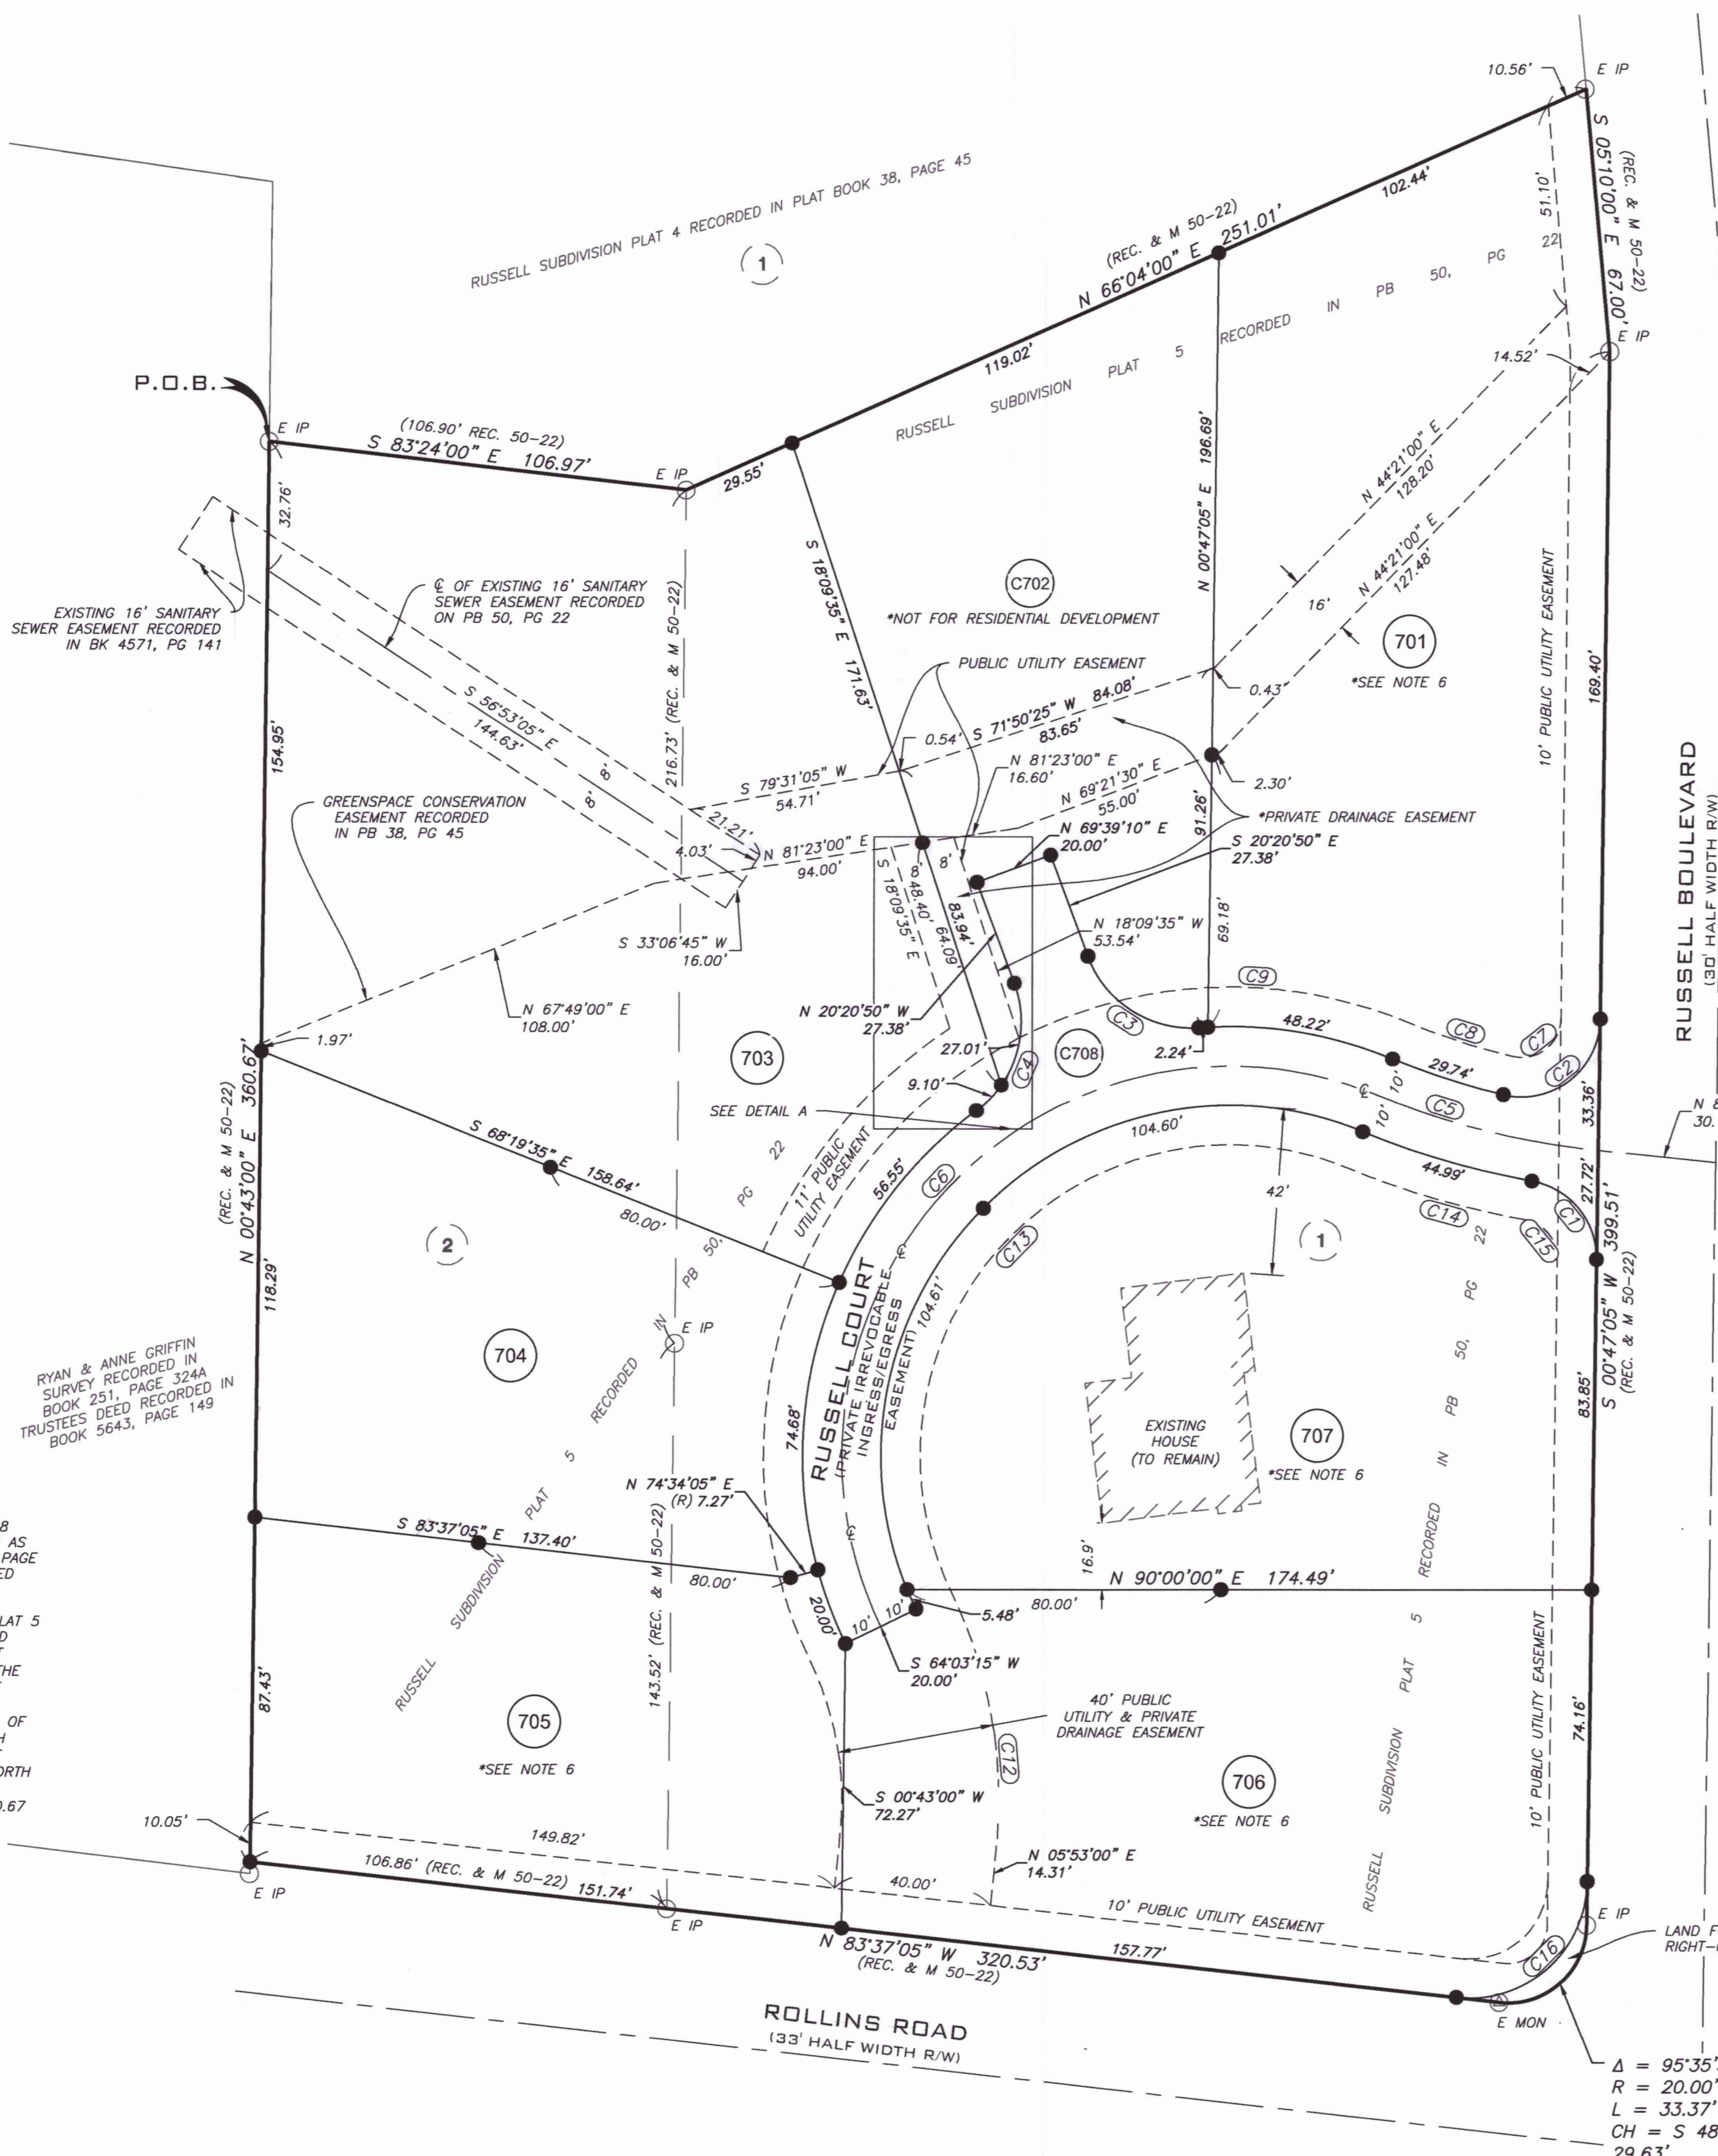 10.56'
E IP
S 05°10'00" E 67.00'
(REC. & M 50-22)
51.10'
102.44'
RUSSELL SUBDIVISION PLAT 4 RECORDED IN PLAT BOOK 38, PAGE 45
1
(REC. & M 50-22)
N 66°04'00" E 251.01'
RUSSELL SUBDIVISION PLAT 5 RECORDED IN PB 50, PG 22
119.02'
E IP
14.52'
P.O.B.
E IP
(106.90' REC. 50-22)
S 83°24'00" E 106.97'
E IP
29.55'
32.76'
N 00°47'05" E 196.69'
N 44°21'00" E
128.20'
N 44°21'00" E
127.48'
16'
S 18°09'35" E 171.63'
C702
*NOT FOR RESIDENTIAL DEVELOPMENT
701
*SEE NOTE 6
10' PUBLIC UTILITY EASEMENT
169.40'
℄ OF EXISTING 16' SANITARY
SEWER EASEMENT RECORDED
ON PB 50, PG 22
EXISTING 16' SANITARY
SEWER EASEMENT RECORDED
IN BK 4571, PG 141
216.73' (REC. & M 50-22)
PUBLIC UTILITY EASEMENT
0.43'
S 56°53'05" E
144.63'
8'
8'
154.95'
0.54'
S 71°50'25" W 84.08'
83.65'
S 79°31'05" W
54.71'
N 81°23'00" E
16.60'
N 69°21'30" E
55.00'
2.30'
RUSSELL BOULEVARD
(30' HALF WIDTH R/W)
GREENSPACE CONSERVATION
EASEMENT RECORDED
IN PB 38, PG 45
21.21'
4.03'
N 81°23'00" E
94.00'
91.26'
*PRIVATE DRAINAGE EASEMENT
N 69°39'10" E
20.00'
S 20°20'50" E
27.38'
8'
8'
48.40'
64.09'
83.94'
S 18°09'35" E
N 18°09'35" W
53.54'
69.18'
S 33°06'45" W
16.00'
N 67°49'00" E
108.00'
1.97'
N 20°20'50" W
27.38'
C9
C3
48.22'
C8
C7
C2
2.24'
27.01'
C4
C708
703
9.10'
SEE DETAIL A
29.74'
10'
℄
C5
10'
33.36'
N 8
30.
N 00°43'00" E 360.67'
(REC. & M 50-22)
S 68°19'35" E 158.64'
80.00'
11' PUBLIC
UTILITY EASEMENT
56.55'
C6
104.60'
44.99'
27.72'
42'
C14
C1
C15
C13
S 00°47'05" W 399.51'
(REC. & M 50-22)
2
1
118.29'
RUSSELL SUBDIVISION PLAT 5 RECORDED IN PB 50, PG 22
E IP
704
RYAN & ANNE GRIFFIN
SURVEY RECORDED IN
BOOK 251, PAGE 324A
TRUSTEES DEED RECORDED IN
BOOK 5643, PAGE 149
℄
RUSSELL COURT
(PRIVATE IRREVOCABLE
INGRESS/EGRESS
EASEMENT)
104.61'
74.68'
EXISTING
HOUSE
(TO REMAIN)
707
*SEE NOTE 6
83.85'
RUSSELL SUBDIVISION PLAT 5 RECORDED IN PB 50, PG 22
N 74°34'05" E
(R) 7.27'
℄
S 83°37'05" E 137.40'
80.00'
143.52' (REC. & M 50-22)
16.9'
N 90°00'00" E 174.49'
80.00'
5.48'
20.00'
10'
10'
S 64°03'15" W
20.00'
8
AS
PAGE
ED
LAT 5
D
T
THE
OF
H
ORTH
0.67
87.43'
705
*SEE NOTE 6
40' PUBLIC
UTILITY & PRIVATE
DRAINAGE EASEMENT
C12
74.16'
10' PUBLIC UTILITY EASEMENT
706
*SEE NOTE 6
S 00°43'00" W
72.27'
10.05'
149.82'
N 05°53'00" E
14.31'
106.86' (REC. & M 50-22)
151.74'
40.00'
10' PUBLIC UTILITY EASEMENT
E IP
E IP
N 83°37'05" W 320.53'
(REC. & M 50-22)
157.77'
C16
E IP
LAND F
RIGHT-
E MON
ROLLINS ROAD
(33' HALF WIDTH R/W)
Δ = 95°35'
R = 20.00'
L = 33.37'
CH = S 48
29.63'